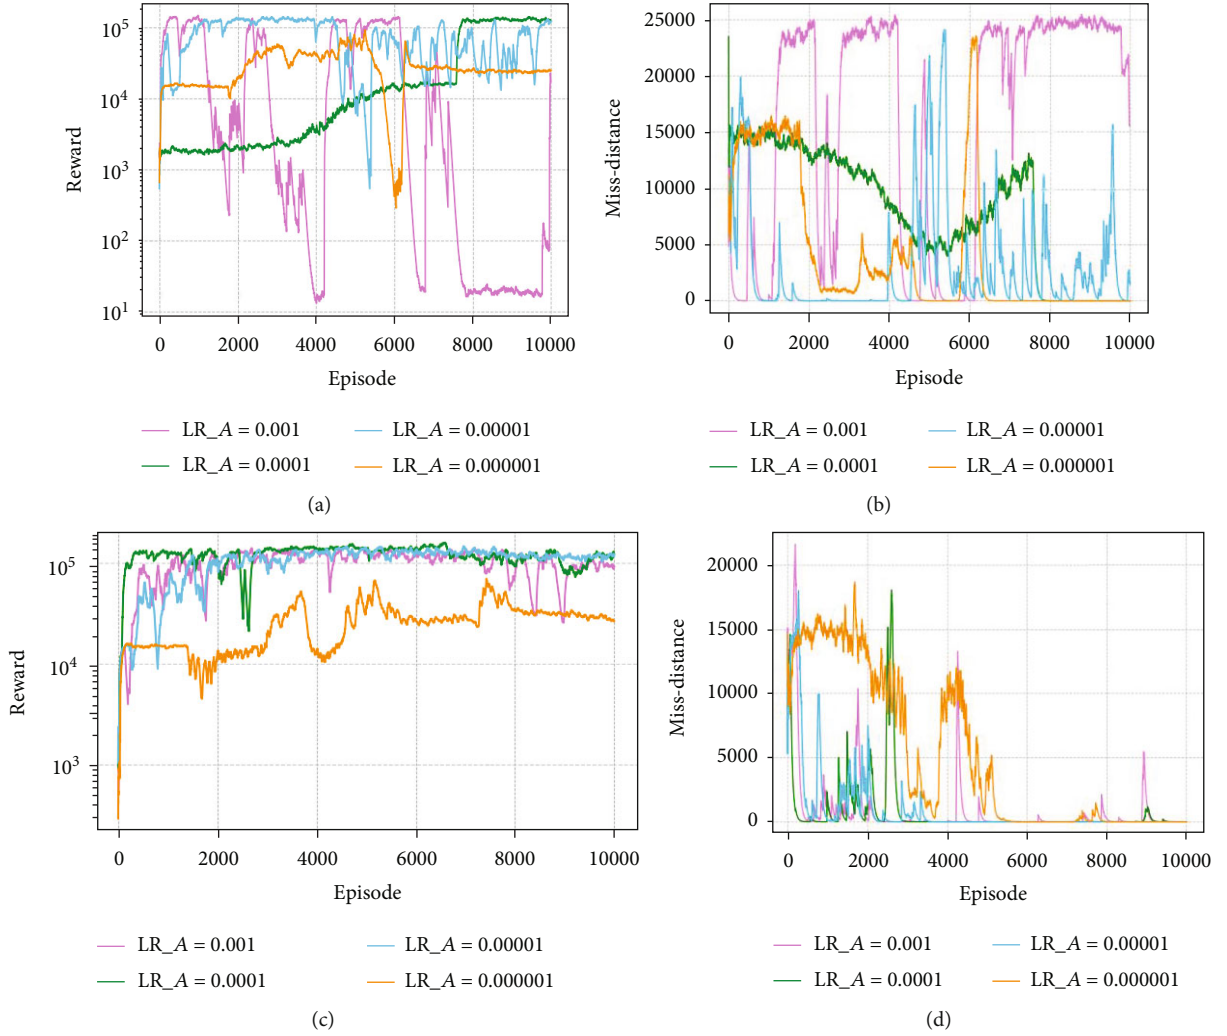 Reward
10^5
10^4
10^3
10^2
10^1
0 2000 4000 6000 8000 10000
Episode
LR_A = 0.001 LR_A = 0.00001
LR_A = 0.0001 LR_A = 0.000001
(a)
Miss-distance
25000
20000
15000
10000
5000
0
0 2000 4000 6000 8000 10000
Episode
LR_A = 0.001 LR_A = 0.00001
LR_A = 0.0001 LR_A = 0.000001
(b)
Reward
10^5
10^4
10^3
0 2000 4000 6000 8000 10000
Episode
LR_A = 0.001 LR_A = 0.00001
LR_A = 0.0001 LR_A = 0.000001
(c)
Miss-distance
20000
15000
10000
5000
0
0 2000 4000 6000 8000 10000
Episode
LR_A = 0.001 LR_A = 0.00001
LR_A = 0.0001 LR_A = 0.000001
(d)